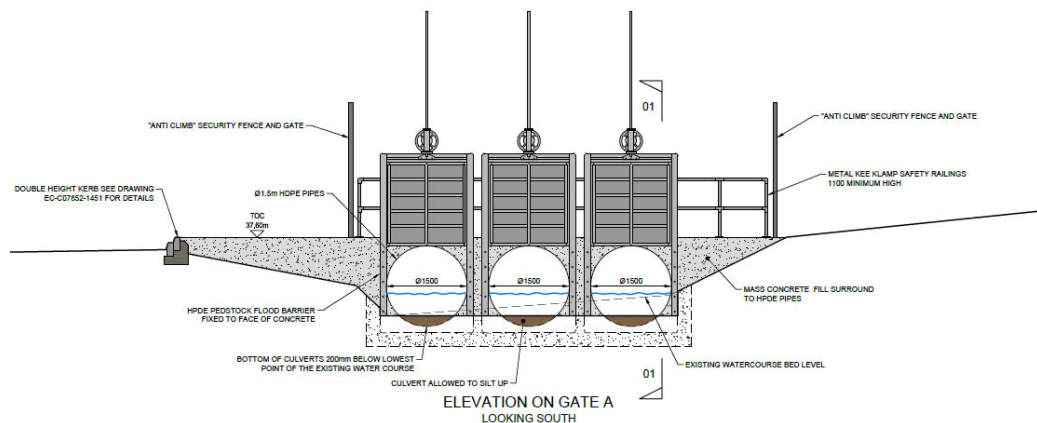 01
"ANTI CLIMB" SECURITY FENCE AND GATE
"ANTI CLIMB" SECURITY FENCE AND GATE
METAL KEE KLAMP SAFETY RAILINGS
1100 MINIMUM HIGH
DOUBLE HEIGHT KERB SEE DRAWING
EC-C07852-1451 FOR DETAILS
Ø1.5m HDPE PIPES
TOC
37,60m
Ø1500
Ø1500
Ø1500
MASS CONCRETE FILL SURROUND
TO HDPE PIPES
HPDE PEDSTOCK FLOOD BARRIER
FIXED TO FACE OF CONCRETE
BOTTOM OF CULVERTS 200mm BELOW LOWEST
POINT OF THE EXISTING WATER COURSE
EXISTING WATERCOURSE BED LEVEL
CULVERT ALLOWED TO SILT UP
01
ELEVATION ON GATE A
LOOKING SOUTH